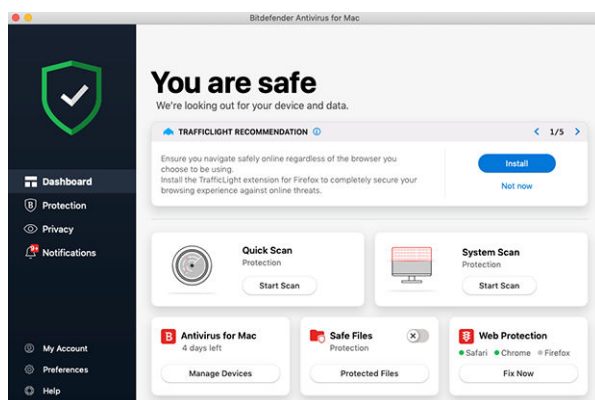 Bitdefender Antivirus for Mac
You are safe
We're looking out for your device and data.
TRAFFICLIGHT RECOMMENDATION
1/5
Ensure you navigate safely online regardless of the browser you
choose to be using.
Install the TrafficLight extension for Firefox to completely secure your
browsing experience against online threats.
Install
Not now
Dashboard
B Protection
Privacy
9+
Notifications
Quick Scan
Protection
Start Scan
System Scan
Protection
Start Scan
B Antivirus for Mac
4 days left
Manage Devices
Safe Files
Protection
Protected Files
Web Protection
Safari Chrome Firefox
Fix Now
My Account
Preferences
Help